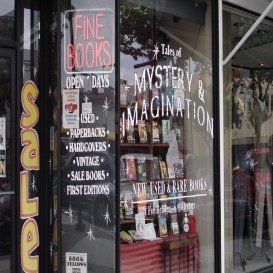 FINE
BOOKS
OPEN 7 DAYS
• USED •
PAPERBACKS •
• HARDCOVERS •
• VINTAGE •
• SALE BOOKS •
FIRST EDITIONS
sale
Tales of
MYSTERY &
IMAGINATION
NEW, USED & RARE BOOKS